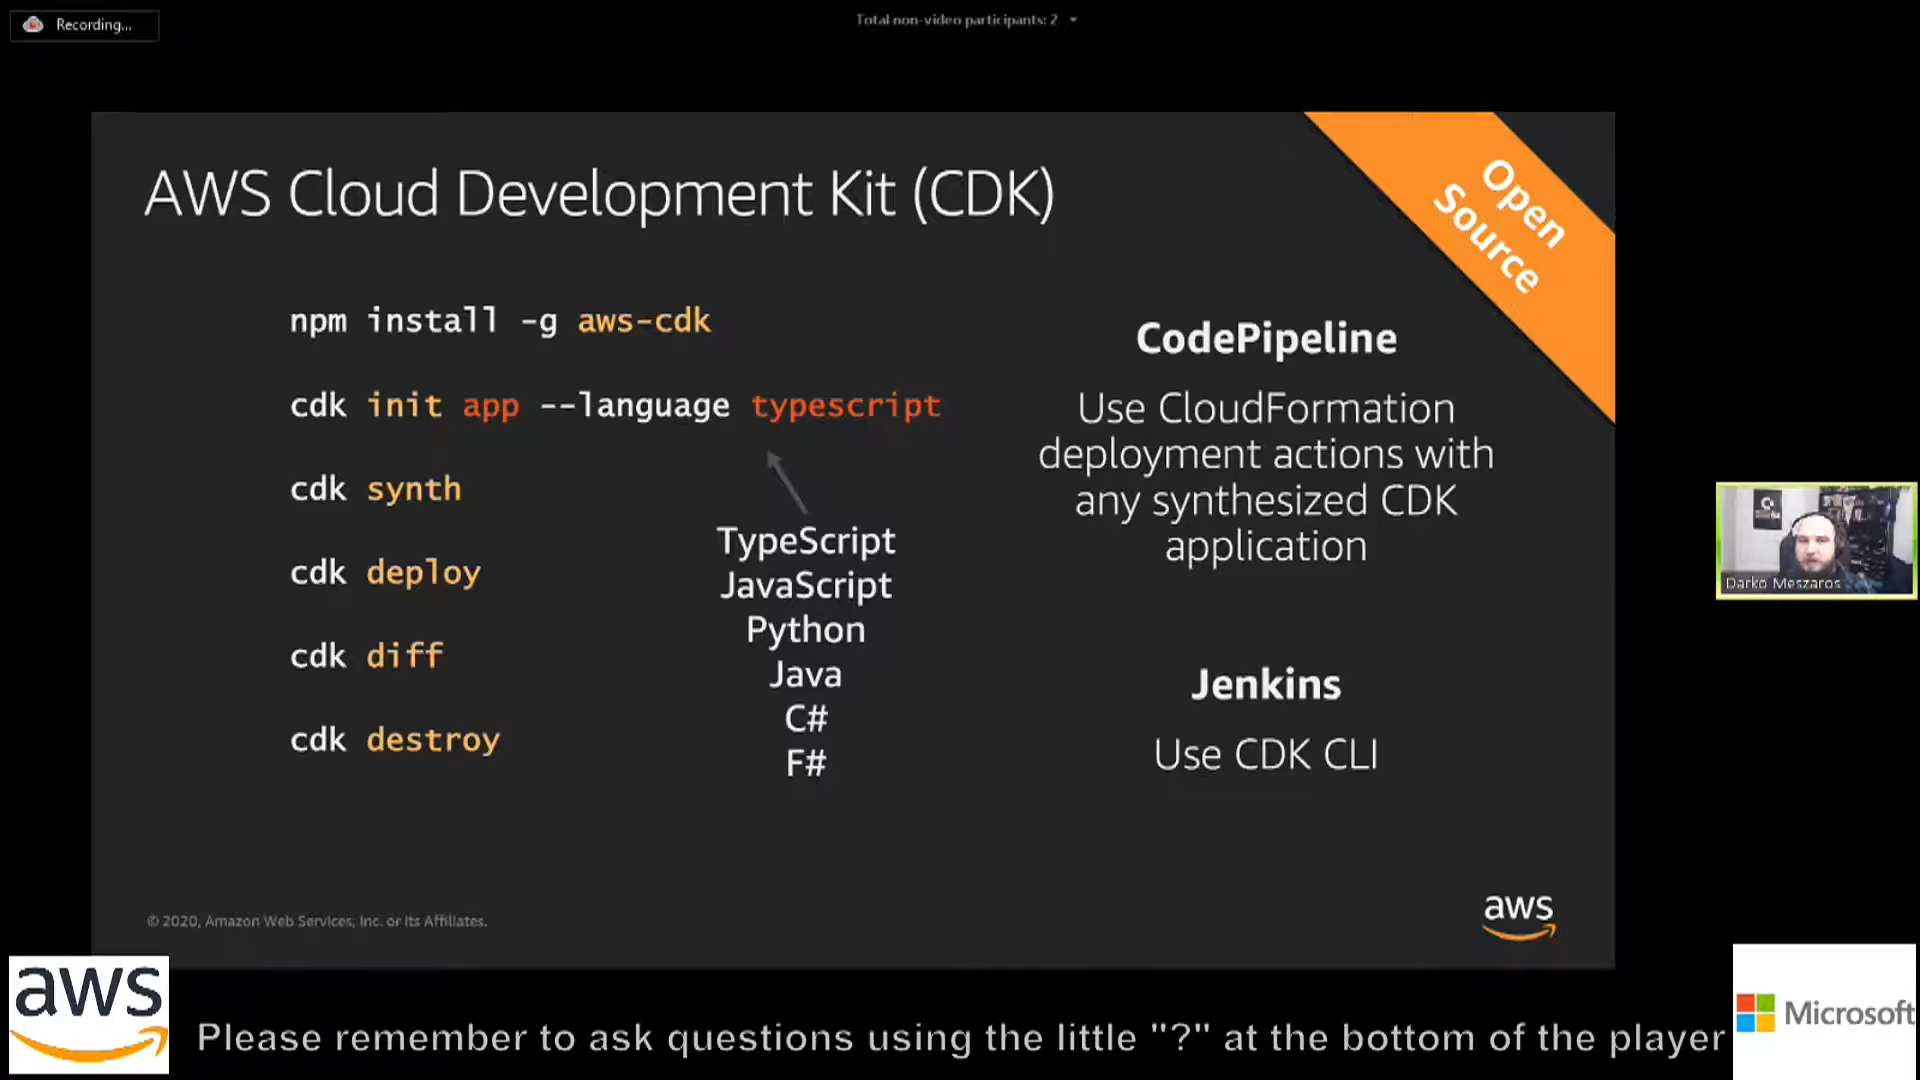 Recording...
Total non-video participants: 2
AWS Cloud Development Kit (CDK)
Open
Source
npm install -g aws-cdk
cdk init app --language typescript
cdk synth
cdk deploy
cdk diff
cdk destroy
TypeScript
JavaScript
Python
Java
C#
F#
CodePipeline
Use CloudFormation
deployment actions with
any synthesized CDK
application
Jenkins
Use CDK CLI
Darko Meszaros
© 2020, Amazon Web Services, Inc. or its Affiliates.
aws
aws
Please remember to ask questions using the little "?" at the bottom of the player
Microsoft